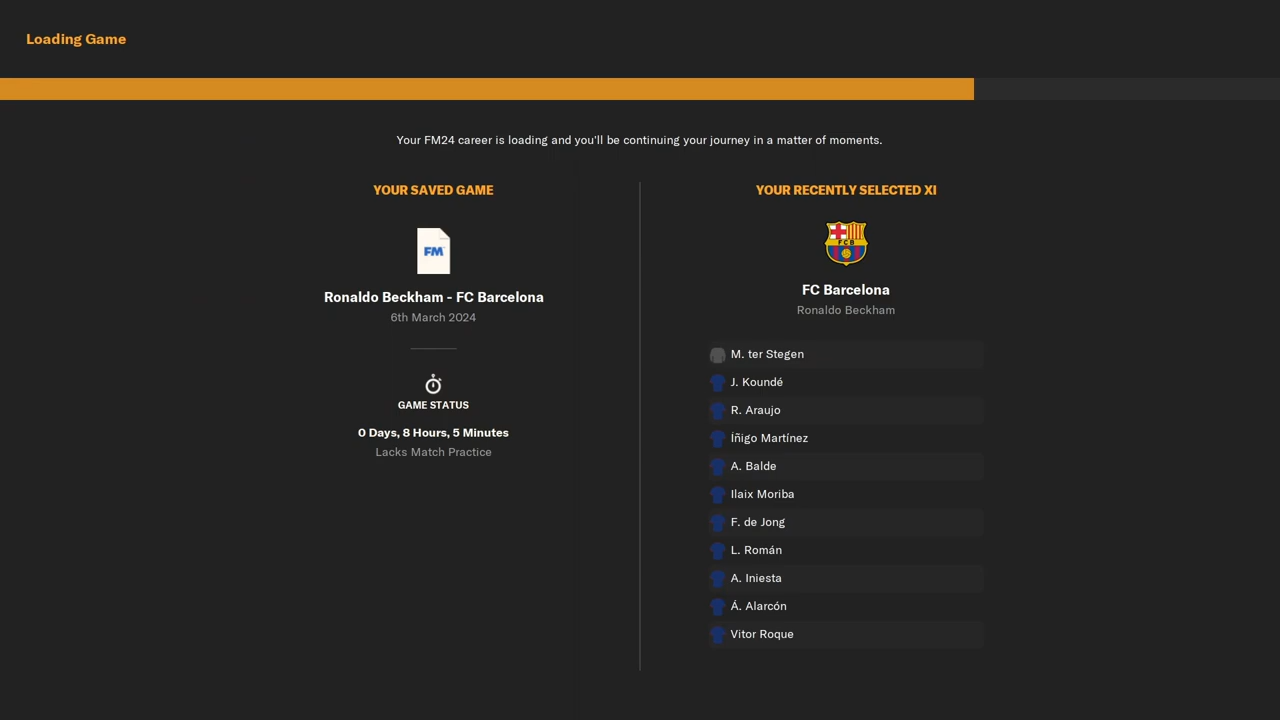 Loading Game
Your FM24 career is loading and you'll be continuing your journey in a matter of moments.
YOUR SAVED GAME
FM
Ronaldo Beckham - FC Barcelona
6th March 2024
GAME STATUS
0 Days, 8 Hours, 5 Minutes
Lacks Match Practice
YOUR RECENTLY SELECTED XI
FCB
FC Barcelona
Ronaldo Beckham
M. ter Stegen
J. Koundé
R. Araujo
Íñigo Martínez
A. Balde
Ilaix Moriba
F. de Jong
L. Román
A. Iniesta
Á. Alarcón
Vitor Roque